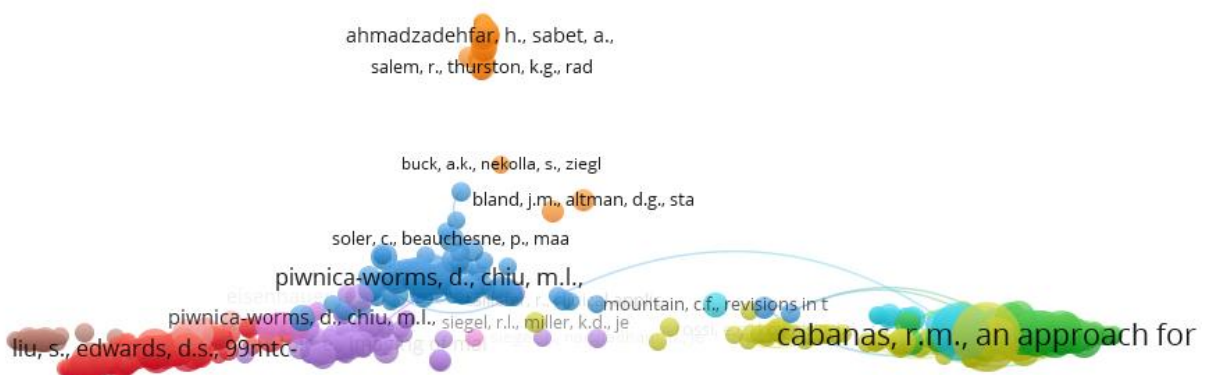 ahmadzadehfar, h., sabet, a.,
salem, r., thurston, k.g., rad
buck, a.k., nekolla, s., ziegl
bland, j.m., altman, d.g., sta
soler, c., beauchesne, p., maa
piwnica-worms, d., chiu, m.l.,
mountain, c.f., revisions in t
piwnica-worms, d., chiu, m.l.,
siegel, r.l., miller, k.d., je
cabanas, r.m., an approach for
liu, s., edwards, d.s., 99mtc-